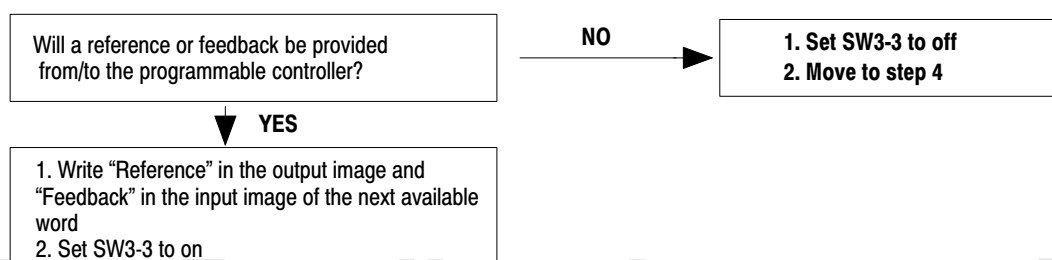 Will a reference or feedback be provided
from/to the programmable controller?
NO
1. Set SW3-3 to off
2. Move to step 4
YES
1. Write “Reference” in the output image and
“Feedback” in the input image of the next available
word
2. Set SW3-3 to on